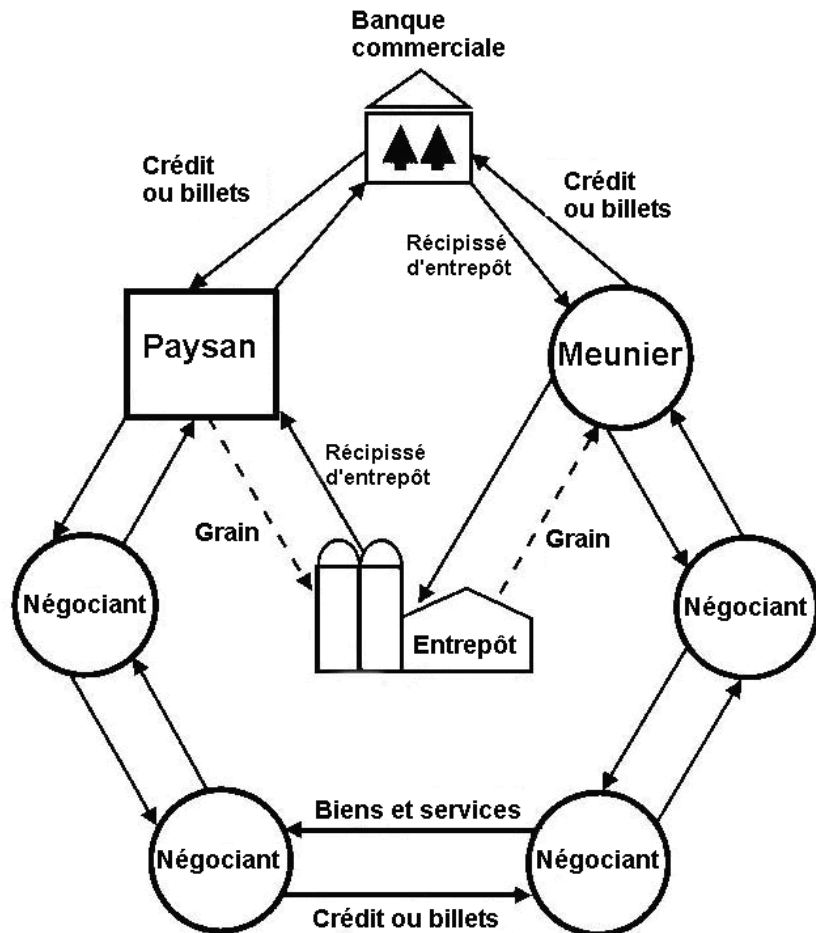 Banque
commerciale
Crédit
ou billets
Crédit
ou billets
Récipissé
d'entrepôt
Paysan
Meunier
Récipissé
d'entrepôt
Grain
Grain
Négociant
Négociant
Entrepôt
Biens et services
Négociant
Négociant
Crédit ou billets